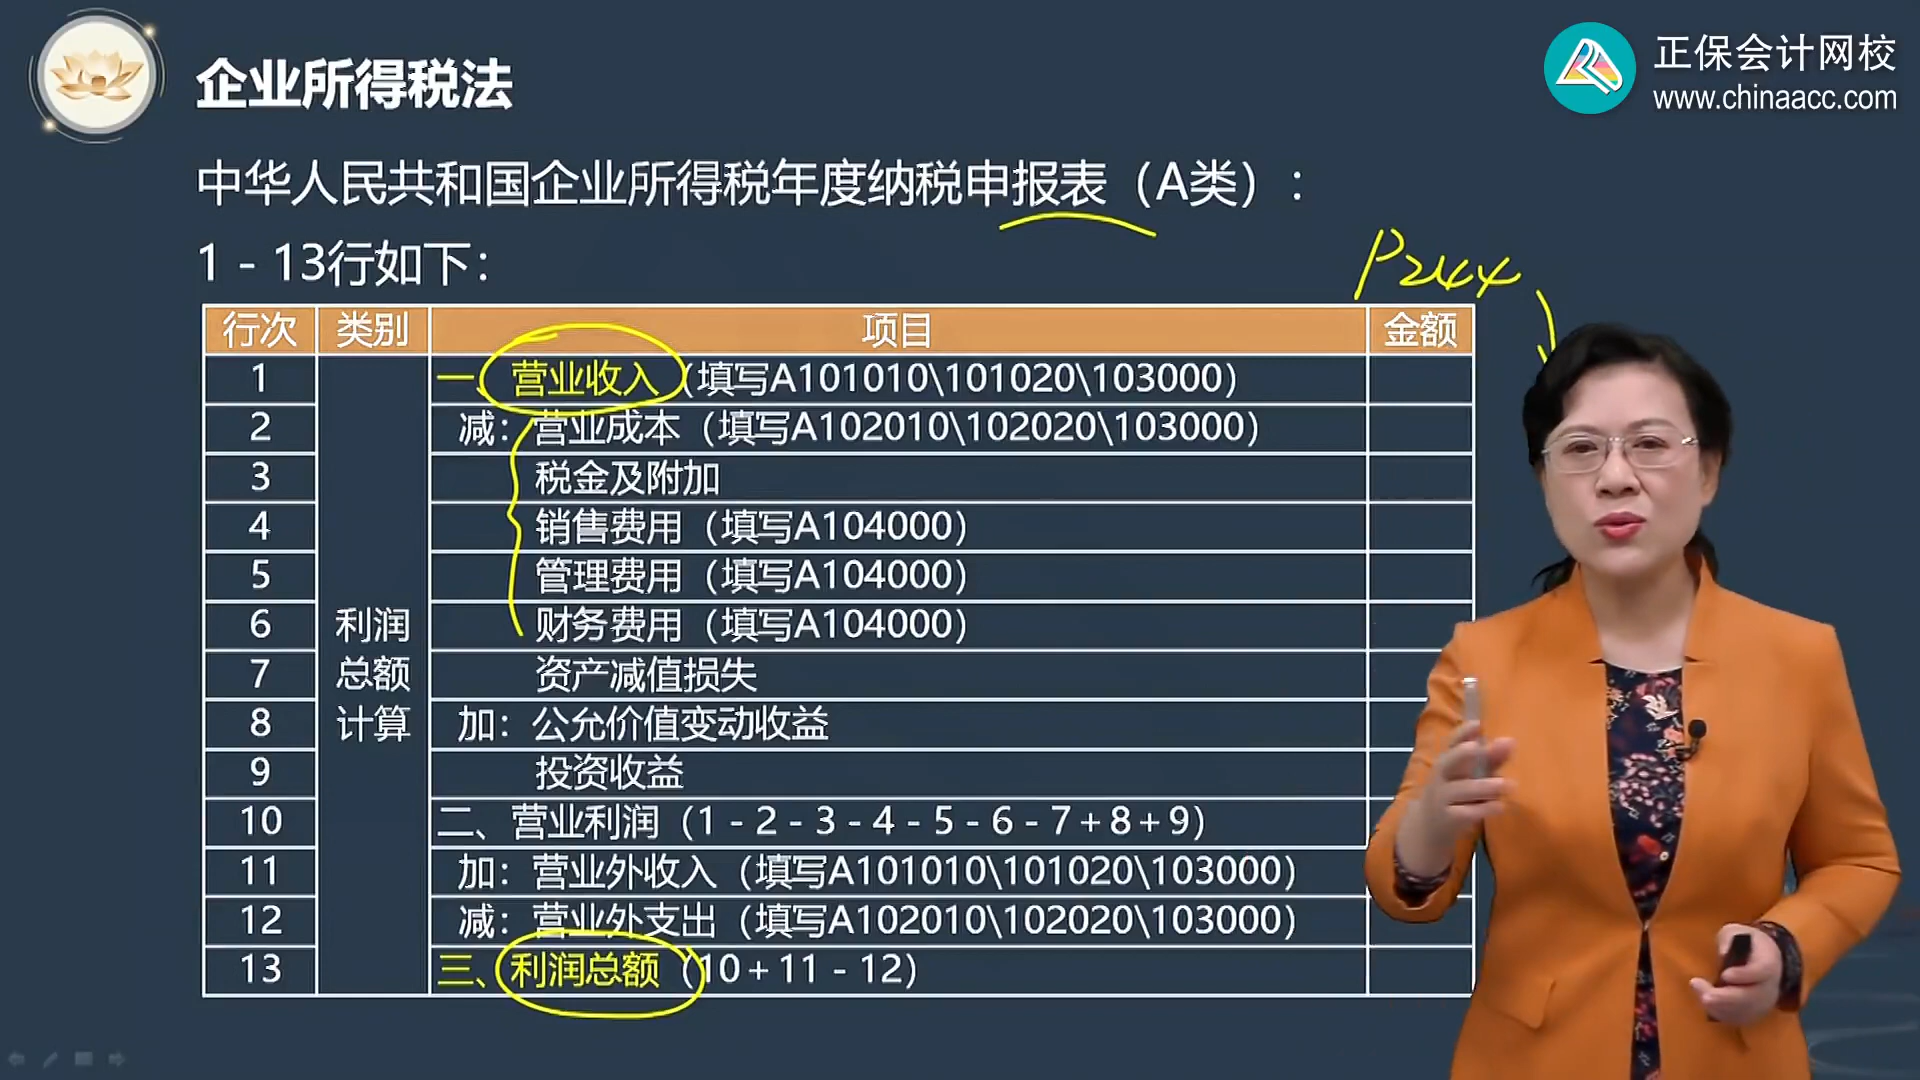 企业所得税法
正保会计网校
www.chinaacc.com
中华人民共和国企业所得税年度纳税申报表（A类）：
1－13行如下：
P244
行次 类别 项目 金额
1 一、营业收入（填写A101010\101020\103000）
2 减：营业成本（填写A102010\102020\103000）
3 税金及附加
4 销售费用（填写A104000）
5 管理费用（填写A104000）
6 财务费用（填写A104000）
7 资产减值损失
8 加：公允价值变动收益
9 投资收益
10 二、营业利润（1－2－3－4－5－6－7＋8＋9）
11 加：营业外收入（填写A101010\101020\103000）
12 减：营业外支出（填写A102010\102020\103000）
13 三、利润总额（10＋11－12）
利润
总额
计算